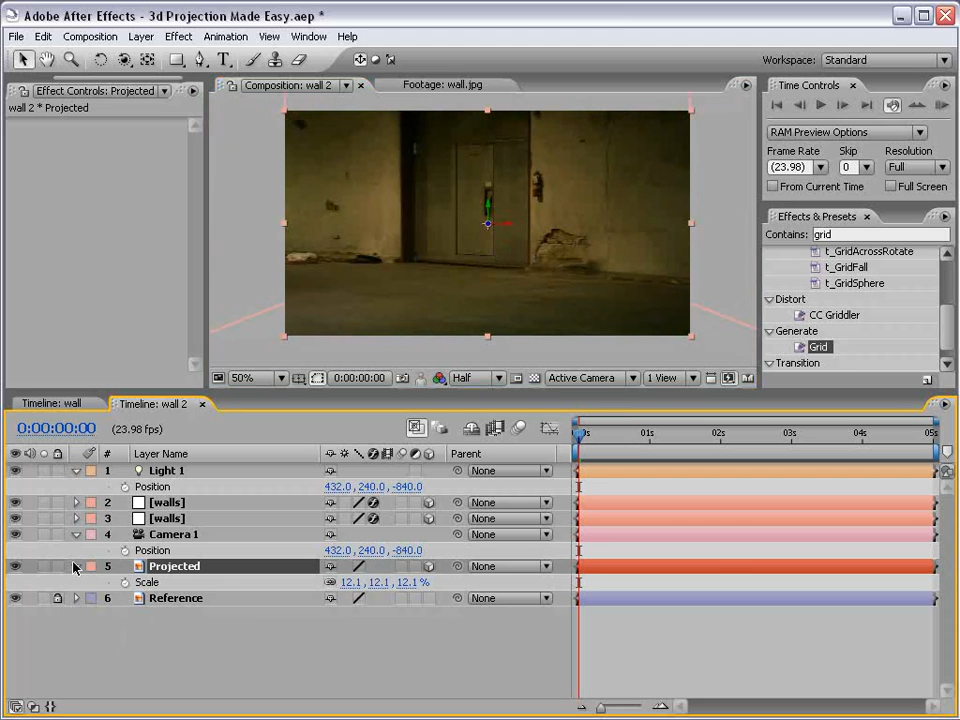 Adobe After Effects - 3d Projection Made Easy.aep *
File Edit Composition Layer Effect Animation View Window Help
Workspace: Standard
Effect Controls: Projected
wall 2 * Projected
Composition: wall 2
Footage: wall.jpg
50%
0:00:00:00
Half
Active Camera
1 View
Time Controls
RAM Preview Options
Frame Rate Skip Resolution
(23.98) 0 Full
From Current Time Full Screen
Effects & Presets
Contains: grid
t_GridAcrossRotate
t_GridFall
t_GridSphere
Distort
CC Griddler
Generate
Grid
Transition
Timeline: wall
Timeline: wall 2
0:00:00:00 (23.98 fps)
# Layer Name Parent
01s 02s 03s 04s 05s
1 Light 1 None
Position 432.0, 240.0, -840.0
2 [walls] None
3 [walls] None
4 Camera 1 None
Position 432.0, 240.0, -840.0
5 Projected None
Scale 12.1, 12.1, 12.1 %
6 Reference None